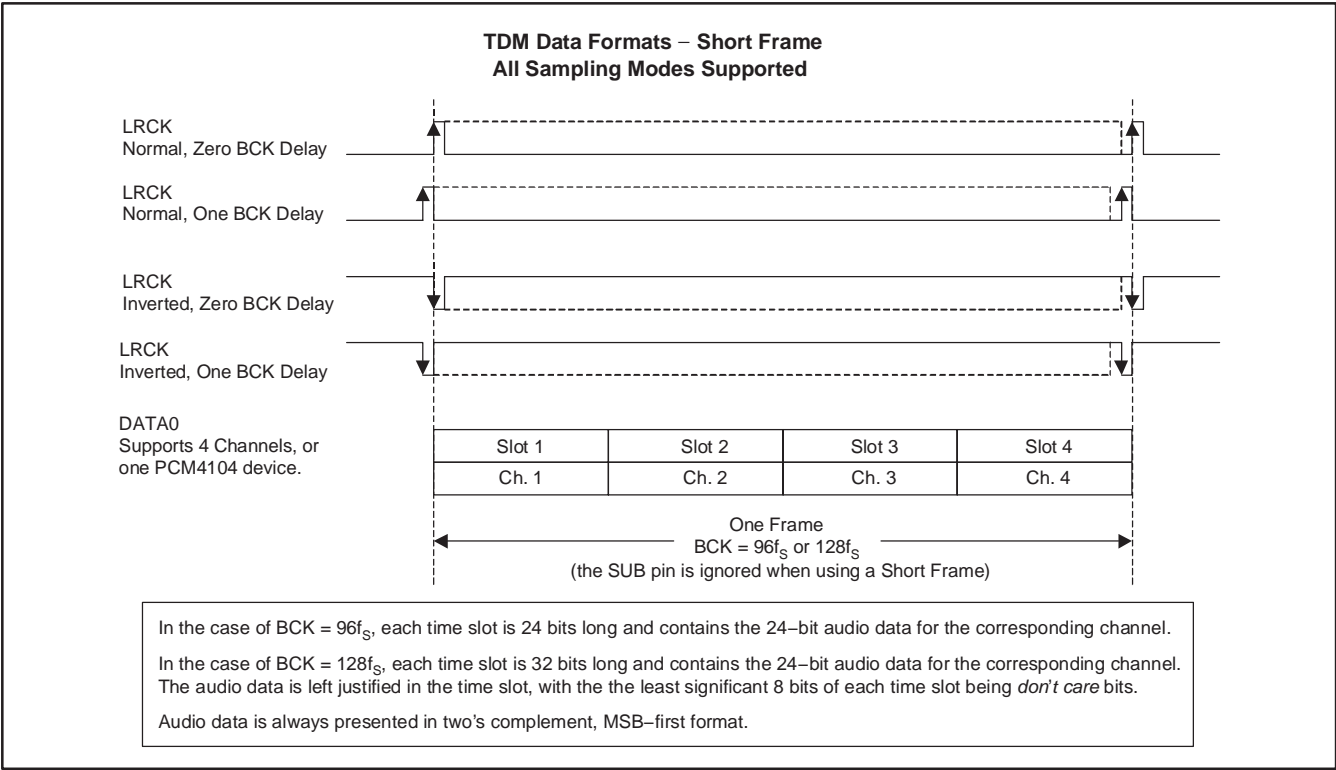 TDM Data Formats − Short Frame
All Sampling Modes Supported
LRCK
Normal, Zero BCK Delay
LRCK
Normal, One BCK Delay
LRCK
Inverted, Zero BCK Delay
LRCK
Inverted, One BCK Delay
DATA0
Supports 4 Channels, or
one PCM4104 device.
Slot 1 Slot 2 Slot 3 Slot 4
Ch. 1 Ch. 2 Ch. 3 Ch. 4
One Frame
BCK = 96fS or 128fS
(the SUB pin is ignored when using a Short Frame)
In the case of BCK = 96fS, each time slot is 24 bits long and contains the 24−bit audio data for the corresponding channel.
In the case of BCK = 128fS, each time slot is 32 bits long and contains the 24−bit audio data for the corresponding channel.
The audio data is left justified in the time slot, with the the least significant 8 bits of each time slot being don't care bits.
Audio data is always presented in two's complement, MSB−first format.